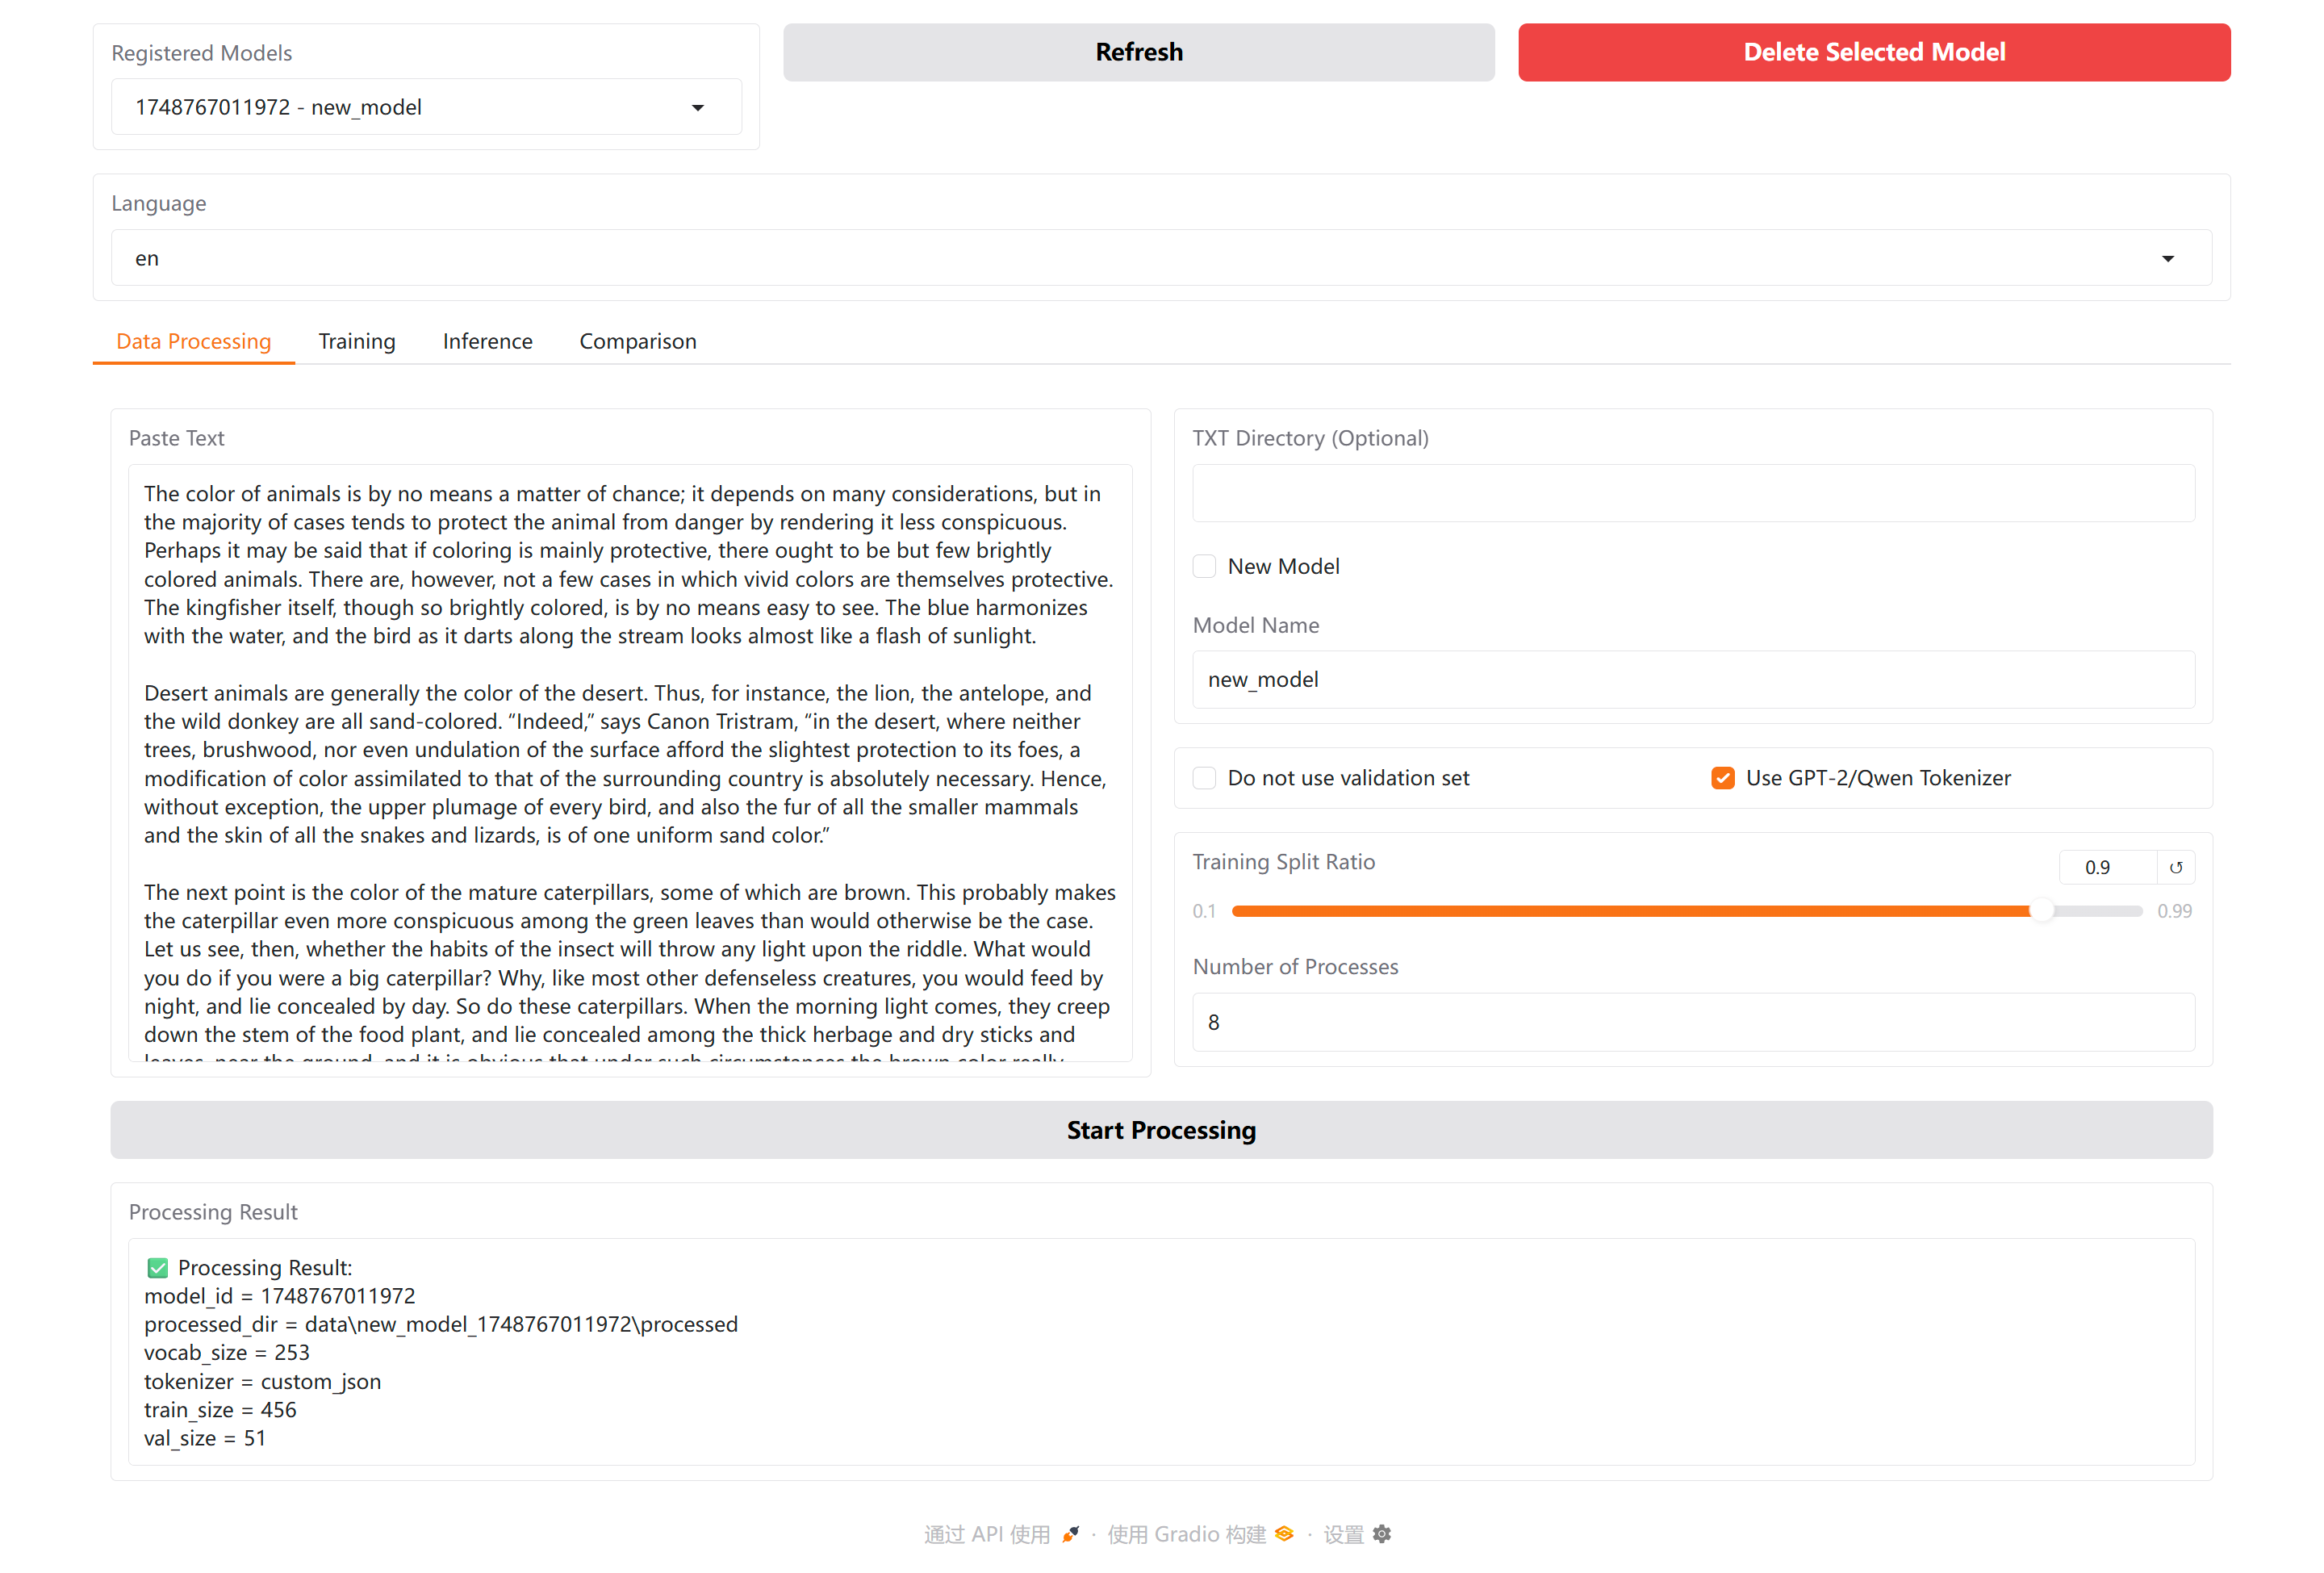 Registered Models
1748767011972 - new_model
Refresh
Delete Selected Model
Language
en
Data Processing
Training
Inference
Comparison
Paste Text
The color of animals is by no means a matter of chance; it depends on many considerations, but in
the majority of cases tends to protect the animal from danger by rendering it less conspicuous.
Perhaps it may be said that if coloring is mainly protective, there ought to be but few brightly
colored animals. There are, however, not a few cases in which vivid colors are themselves protective.
The kingfisher itself, though so brightly colored, is by no means easy to see. The blue harmonizes
with the water, and the bird as it darts along the stream looks almost like a flash of sunlight.
Desert animals are generally the color of the desert. Thus, for instance, the lion, the antelope, and
the wild donkey are all sand-colored. “Indeed,” says Canon Tristram, “in the desert, where neither
trees, brushwood, nor even undulation of the surface afford the slightest protection to its foes, a
modification of color assimilated to that of the surrounding country is absolutely necessary. Hence,
without exception, the upper plumage of every bird, and also the fur of all the smaller mammals
and the skin of all the snakes and lizards, is of one uniform sand color.”
The next point is the color of the mature caterpillars, some of which are brown. This probably makes
the caterpillar even more conspicuous among the green leaves than would otherwise be the case.
Let us see, then, whether the habits of the insect will throw any light upon the riddle. What would
you do if you were a big caterpillar? Why, like most other defenseless creatures, you would feed by
night, and lie concealed by day. So do these caterpillars. When the morning light comes, they creep
down the stem of the food plant, and lie concealed among the thick herbage and dry sticks and
leaves, near the ground, and it is obvious that under such circumstances the brown color really
TXT Directory (Optional)
New Model
Model Name
new_model
Do not use validation set
Use GPT-2/Qwen Tokenizer
Training Split Ratio
0.9
0.1
0.99
Number of Processes
8
Start Processing
Processing Result
Processing Result:
model_id = 1748767011972
processed_dir = data\new_model_1748767011972\processed
vocab_size = 253
tokenizer = custom_json
train_size = 456
val_size = 51
通过 API 使用 · 使用 Gradio 构建 · 设置